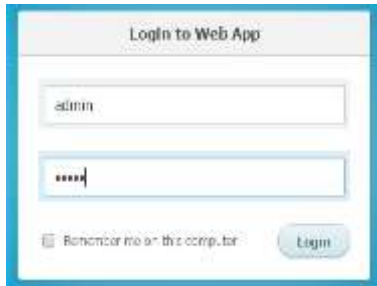 Login to Web App
admin
•••••
Remember me on this computer
Login